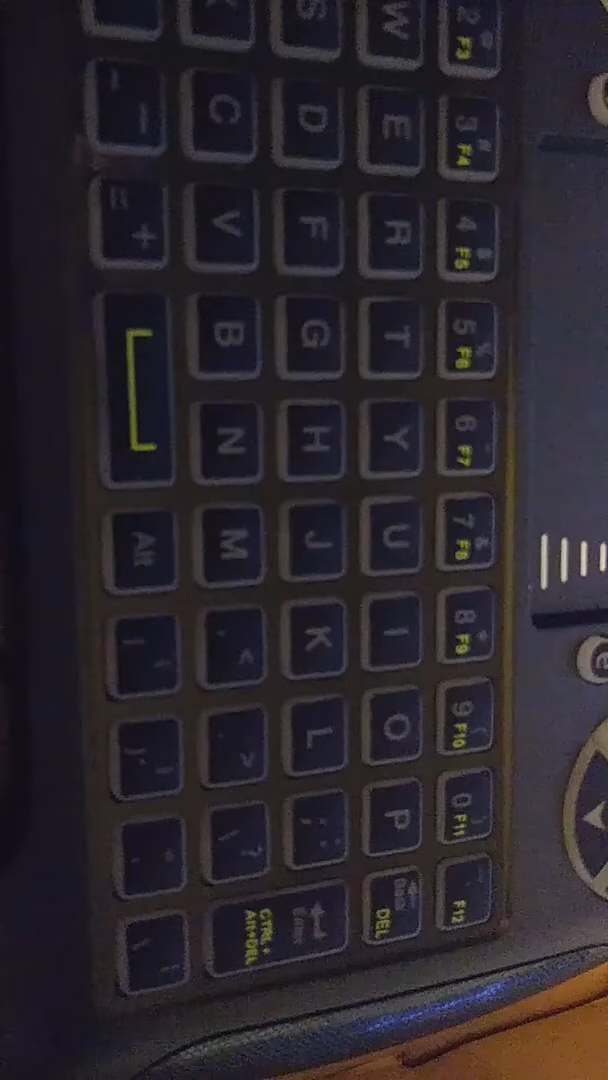 2 F3 3 # F4 4 F5 5 % F6 6 F7 7 & F8 8 * F9 9 ( F10 0 ) F11 F12
W E R T Y U I O P DEL
S D F G H J K L ; : Enter
C V B N M , < . > \ ? CTRL+ Alt+DEL
- _ = + Alt